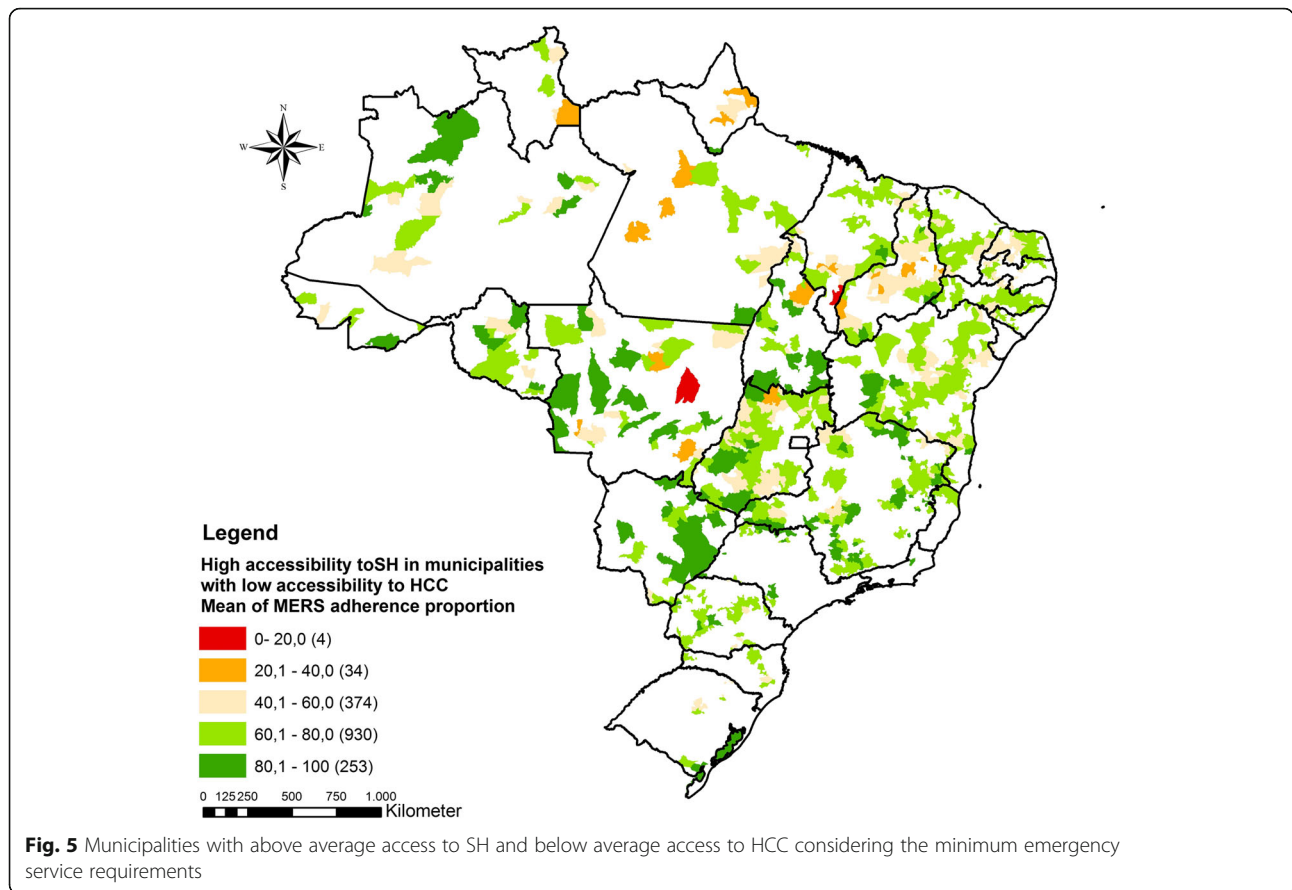 N
W E
S
Legend
High accessibility toSH in municipalities
with low accessibility to HCC
Mean of MERS adherence proportion
0- 20,0 (4)
20,1 - 40,0 (34)
40,1 - 60,0 (374)
60,1 - 80,0 (930)
80,1 - 100 (253)
0 125 250 500 750 1.000
Kilometer
Fig. 5 Municipalities with above average access to SH and below average access to HCC considering the minimum emergency
service requirements